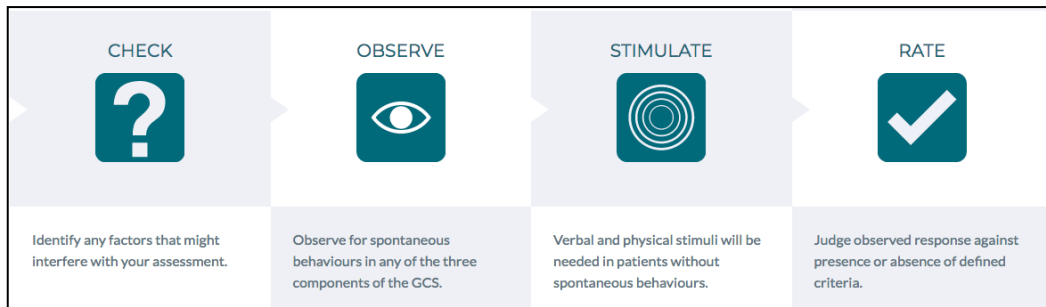 CHECK
OBSERVE
STIMULATE
RATE
Identify any factors that might
interfere with your assessment.
Observe for spontaneous
behaviours in any of the three
components of the GCS.
Verbal and physical stimuli will be
needed in patients without
spontaneous behaviours.
Judge observed response against
presence or absence of defined
criteria.